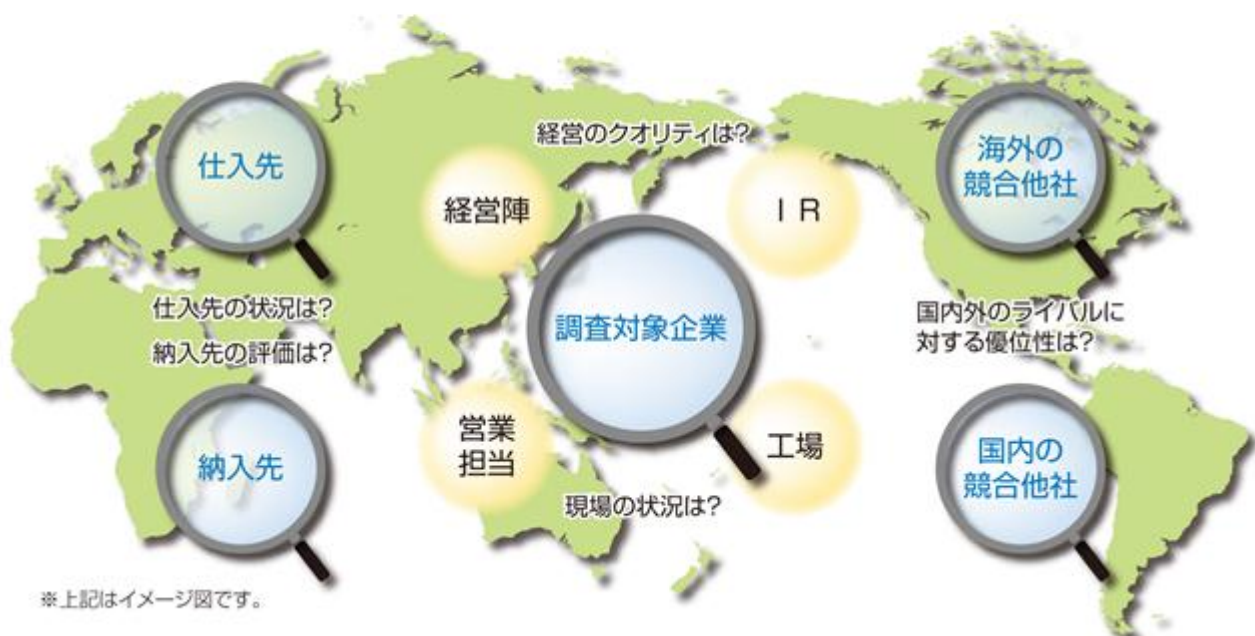 経営のクオリティは?
仕入先
経営陣
I R
海外の
競合他社
仕入先の状況は?
納入先の評価は?
調査対象企業
国内外のライバルに
対する優位性は?
納入先
営業
担当
工場
国内の
競合他社
現場の状況は?
※上記はイメージ図です。